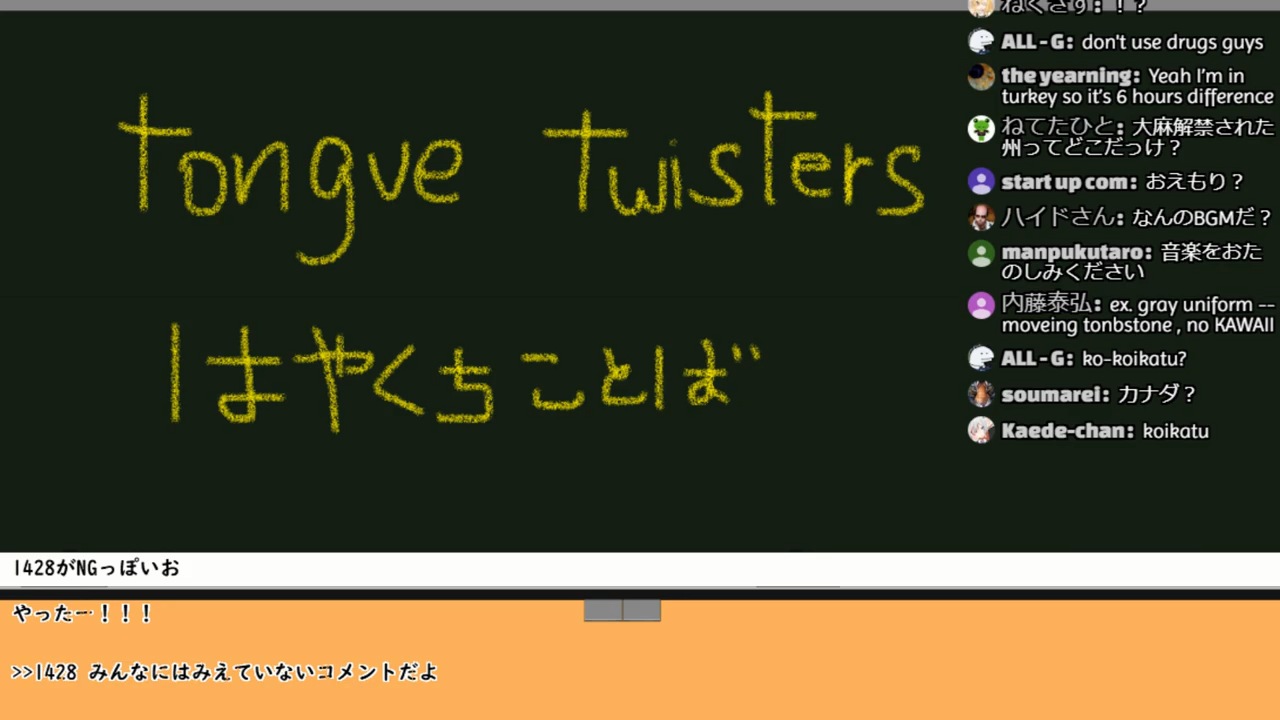 tongue twisters
はやくちことば
ねくさす: !？
ALL-G: don't use drugs guys
the yearning: Yeah I'm in
turkey so it's 6 hours difference
ねてたひと: 大麻解禁された
州ってどこだっけ？
start up com: おえもり？
ハイドさん: なんのBGMだ？
manpukutaro: 音楽をおた
のしみください
内藤泰弘: ex. gray uniform --
moveing tonbstone , no KAWAII
ALL-G: ko-koikatu?
soumarei: カナダ？
Kaede-chan: koikatu
1428がNGっぽいお
やったー！！！
>>1428 みんなにはみえていないコメントだよ